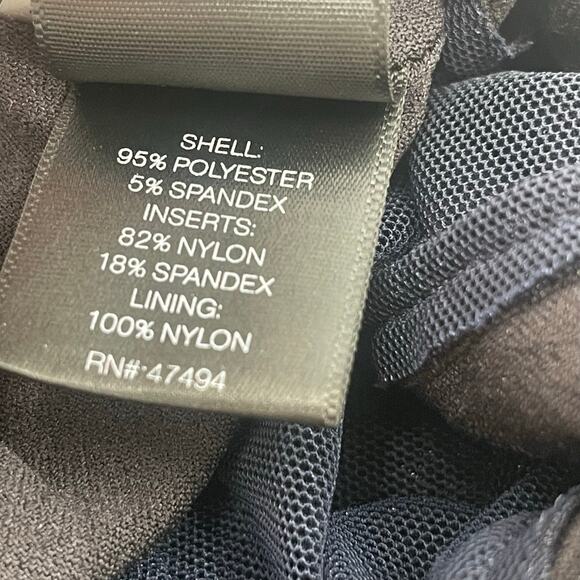 SHELL:
95% POLYESTER
5% SPANDEX
INSERTS:
82% NYLON
18% SPANDEX
LINING:
100% NYLON
RN#:47494